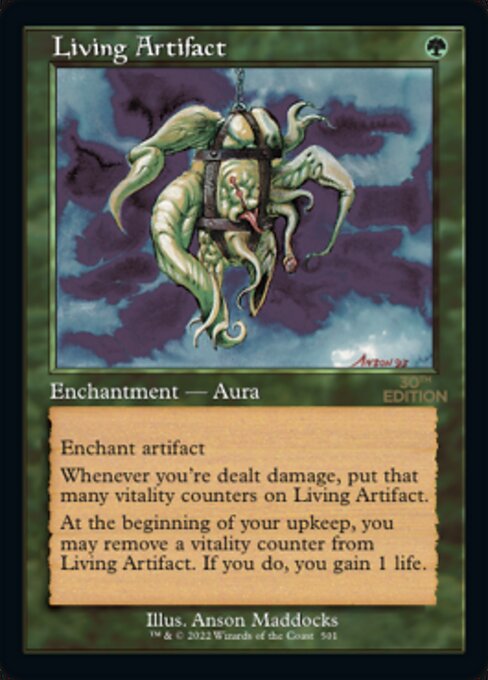 Living Artifact
ANSON 93
30TH
EDITION
Enchantment — Aura
Enchant artifact
Whenever you're dealt damage, put that
many vitality counters on Living Artifact.
At the beginning of your upkeep, you
may remove a vitality counter from
Living Artifact. If you do, you gain 1 life.
Illus. Anson Maddocks
™ & © 2022 Wizards of the Coast 501